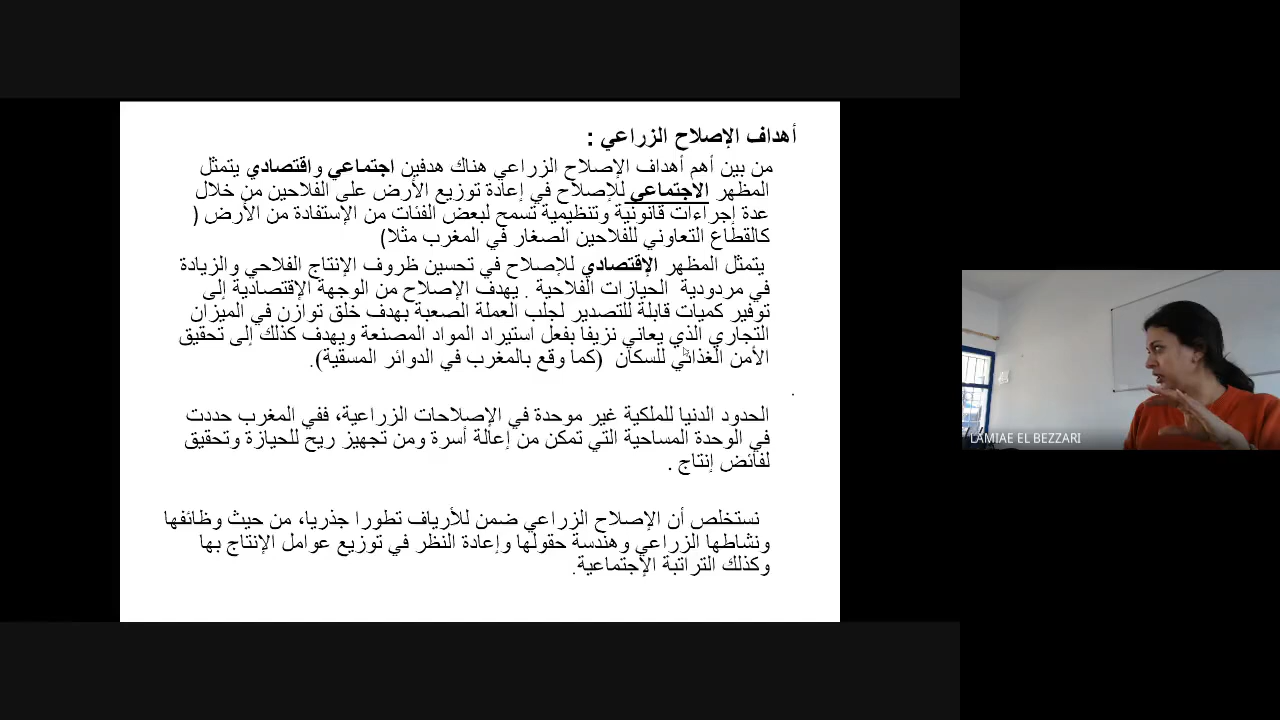 أهداف الإصلاح الزراعي :
من بين أهم أهداف الإصلاح الزراعي هناك هدفين اجتماعي واقتصادي يتمثل
المظهر الاجتماعي للإصلاح في إعادة توزيع الأرض على الفلاحين من خلال
عدة إجراءات قانونية وتنظيمية تسمح لبعض الفئات من الإستفادة من الأرض (
كالقطاع التعاوني للفلاحين الصغار في المغرب مثلا)
يتمثل المظهر الإقتصادي للإصلاح في تحسين ظروف الإنتاج الفلاحي والزيادة
في مردودية الحيازات الفلاحية . يهدف الإصلاح من الوجهة الإقتصادية إلى
توفير كميات قابلة للتصدير لجلب العملة الصعبة بهدف خلق توازن في الميزان
التجاري الذي يعاني نزيفا بفعل استيراد المواد المصنعة ويهدف كذلك إلى تحقيق
الأمن الغذائي للسكان (كما وقع بالمغرب في الدوائر المسقية).
.
الحدود الدنيا للملكية غير موحدة في الإصلاحات الزراعية، ففي المغرب حددت
في الوحدة المساحية التي تمكن من إعالة أسرة ومن تجهيز ريح للحيازة وتحقيق
لفائض إنتاج .
نستخلص أن الإصلاح الزراعي ضمن للأرياف تطورا جذريا، من حيث وظائفها
ونشاطها الزراعي وهندسة حقولها وإعادة النظر في توزيع عوامل الإنتاج بها
وكذلك التراتبة الإجتماعية.
LAMIAE EL BEZZARI